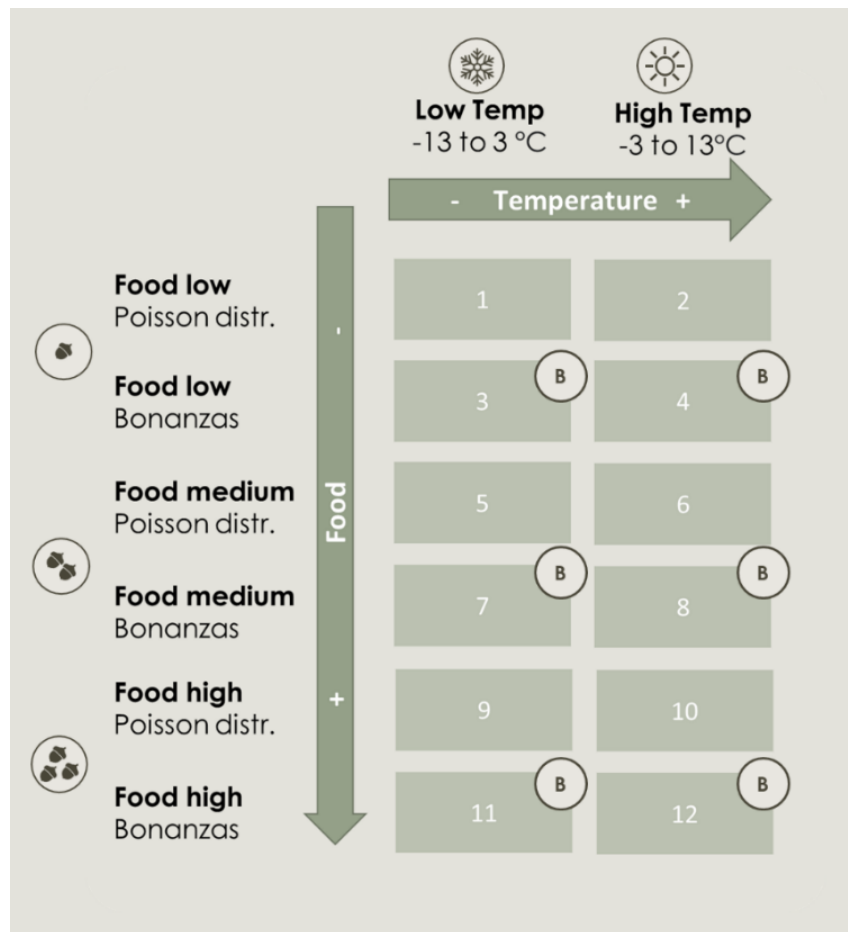 Low Temp
-13 to 3 °C
High Temp
-3 to 13°C
- Temperature +
Food low
Poisson distr.
-
1
2
Food low
Bonanzas
3
B
4
B
Food medium
Poisson distr.
Food
5
6
Food medium
Bonanzas
7
B
8
B
Food high
Poisson distr.
+
9
10
Food high
Bonanzas
11
B
12
B